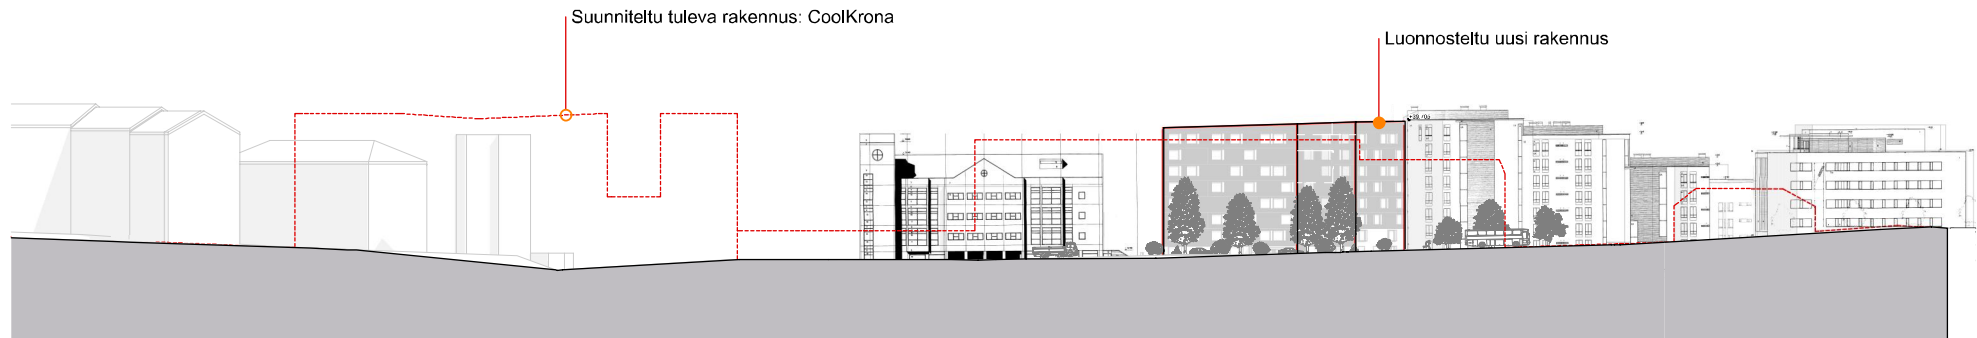 Suunniteltu tuleva rakennus: CoolKrona
Luonnosteltu uusi rakennus